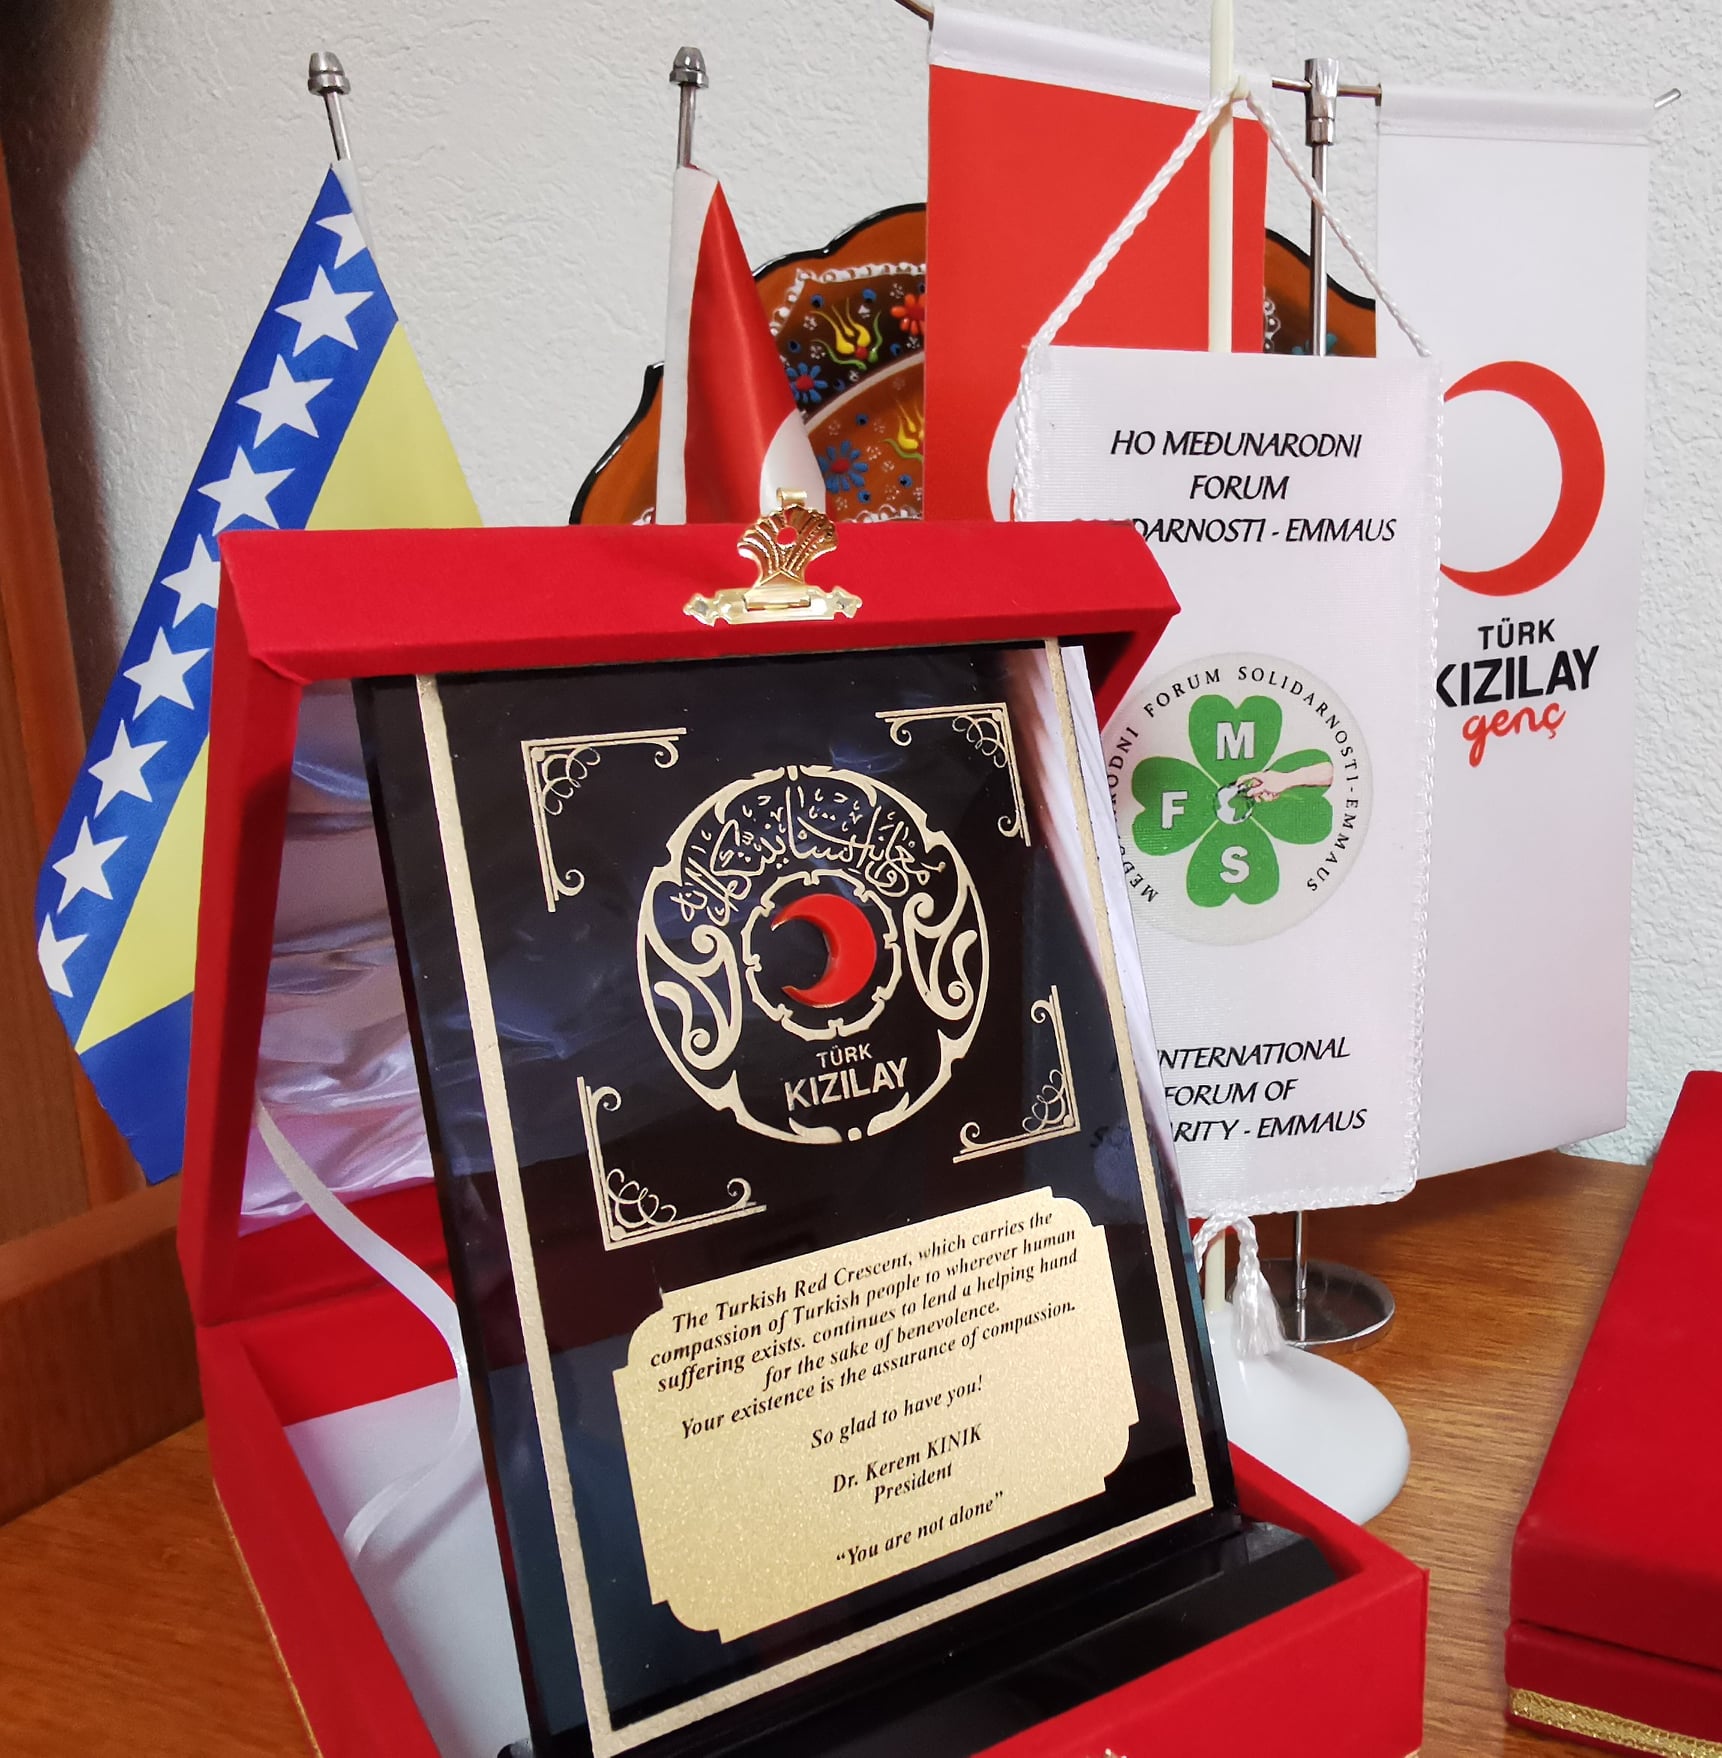 HO MEĐUNARODNI
FORUM
DARNOSTI - EMMAUS
FORUM SOLIDARNOSTI - EMMAUS
M
F
S
INTERNATIONAL
FORUM OF
RITY - EMMAUS
TÜRK
KIZILAY
genç
TÜRK
KIZILAY
The Turkish Red Crescent, which carries the
compassion of Turkish people to wherever human
suffering exists. continues to lend a helping hand
for the sake of benevolence.
Your existence is the assurance of compassion.
So glad to have you!
Dr. Kerem KINIK
President
“You are not alone”